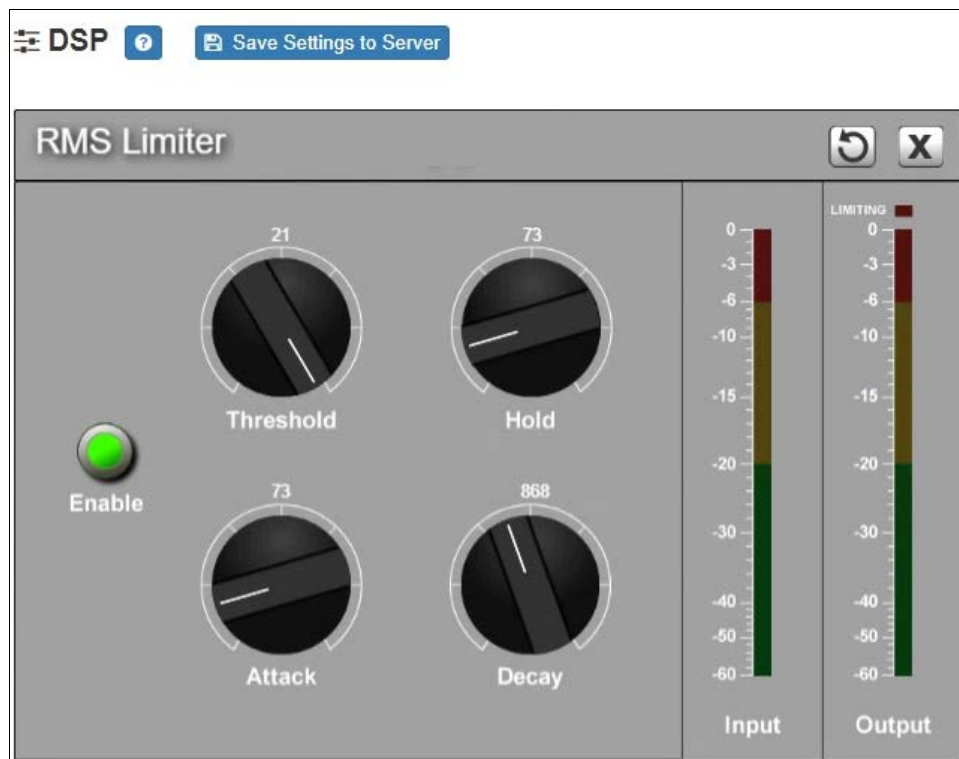 DSP ? Save Settings to Server
RMS Limiter X
21
Threshold
73
Hold
Enable
73
Attack
868
Decay
0
-3
-6
-10
-15
-20
-30
-40
-50
-60
Input
LIMITING
0
-3
-6
-10
-15
-20
-30
-40
-50
-60
Output